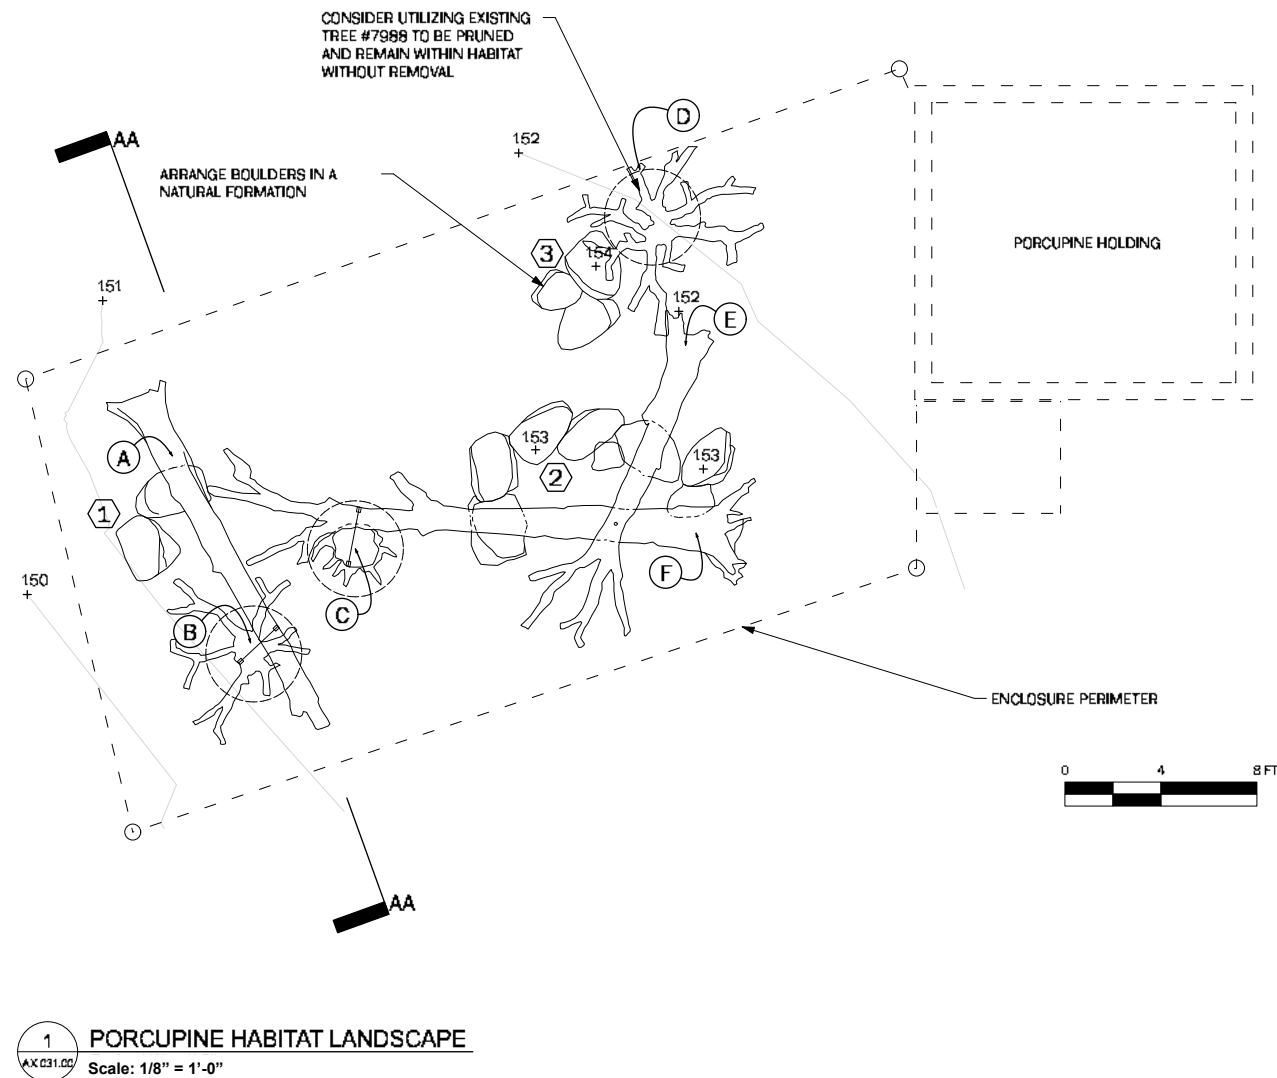 CONSIDER UTILIZING EXISTING
TREE #7988 TO BE PRUNED
AND REMAIN WITHIN HABITAT
WITHOUT REMOVAL
D
AA
152
ARRANGE BOULDERS IN A
NATURAL FORMATION
PORCUPINE HOLDING
3
154
151
152
E
A
153
2
153
1
150
F
C
B
ENCLOSURE PERIMETER
0 4 8 FT
AA
1
AX031.00
PORCUPINE HABITAT LANDSCAPE
Scale: 1/8” = 1’-0”